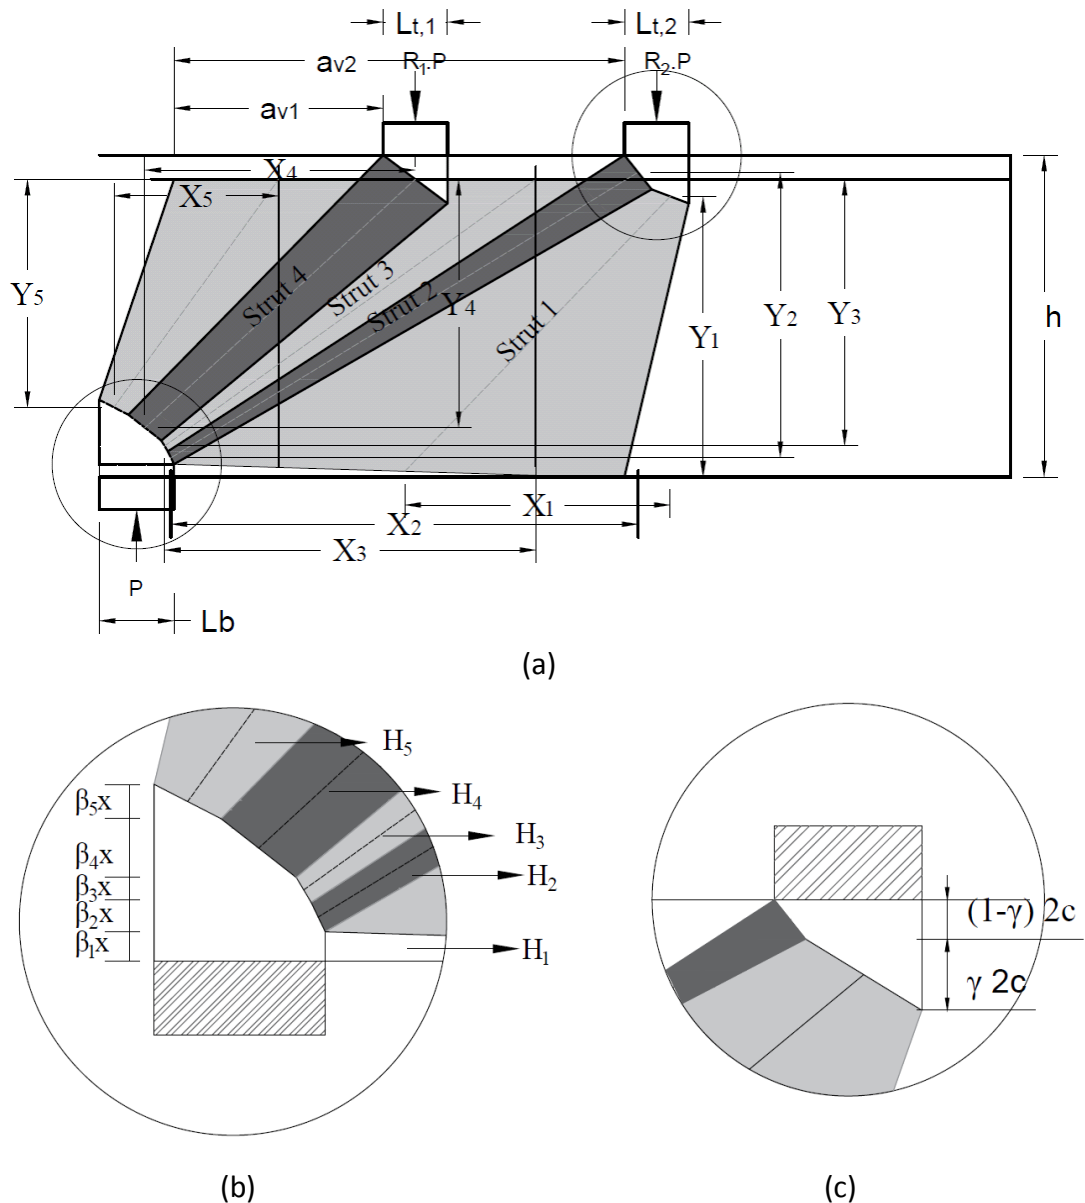 Lt,1
Lt,2
av2
R1.P
R2.P
av1
X4
X5
Y5
Strut 4
Strut 3
Strut 2
Y4
Strut 1
Y1
Y2
Y3
h
X1
X2
X3
P
Lb
(a)
H5
β5x
H4
β4x
H3
β3x
H2
β2x
β1x
H1
(1-γ) 2c
γ 2c
(b)
(c)